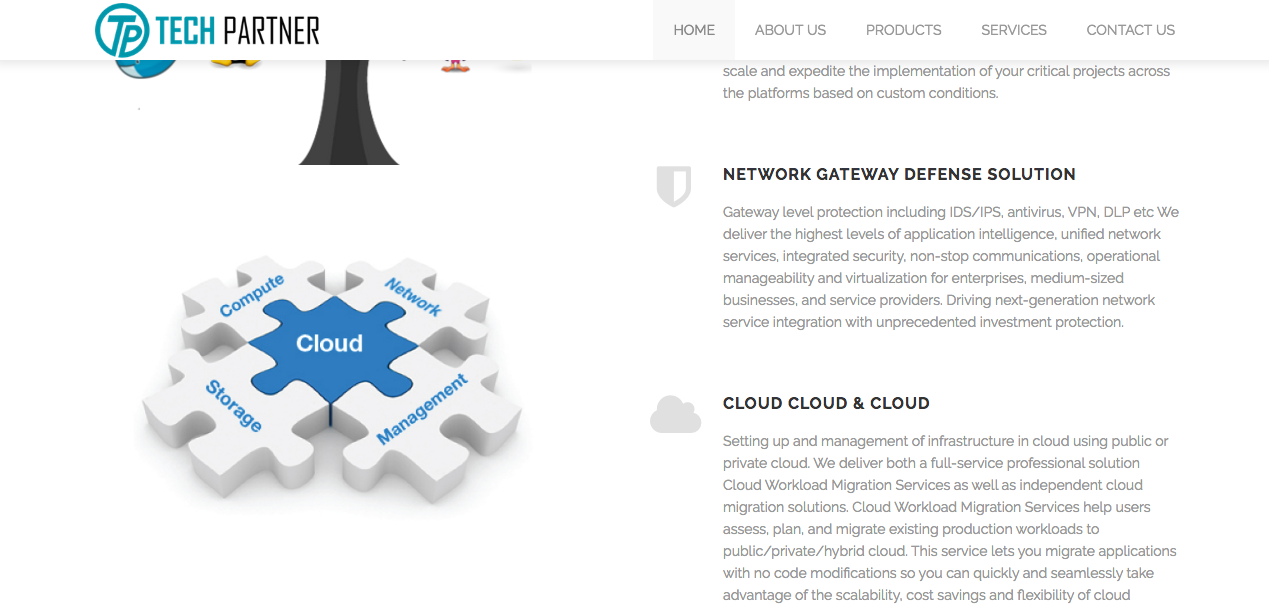 TP TECH PARTNER
HOME ABOUT US PRODUCTS SERVICES CONTACT US
scale and expedite the implementation of your critical projects across
the platforms based on custom conditions.
NETWORK GATEWAY DEFENSE SOLUTION
Gateway level protection including IDS/IPS, antivirus, VPN, DLP etc We
deliver the highest levels of application intelligence, unified network
services, integrated security, non-stop communications, operational
manageability and virtualization for enterprises, medium-sized
businesses, and service providers. Driving next-generation network
service integration with unprecedented investment protection.
Compute
Network
Cloud
Storage
Management
CLOUD CLOUD & CLOUD
Setting up and management of infrastructure in cloud using public or
private cloud. We deliver both a full-service professional solution
Cloud Workload Migration Services as well as independent cloud
migration solutions. Cloud Workload Migration Services help users
assess, plan, and migrate existing production workloads to
public/private/hybrid cloud. This service lets you migrate applications
with no code modifications so you can quickly and seamlessly take
advantage of the scalability, cost savings and flexibility of cloud